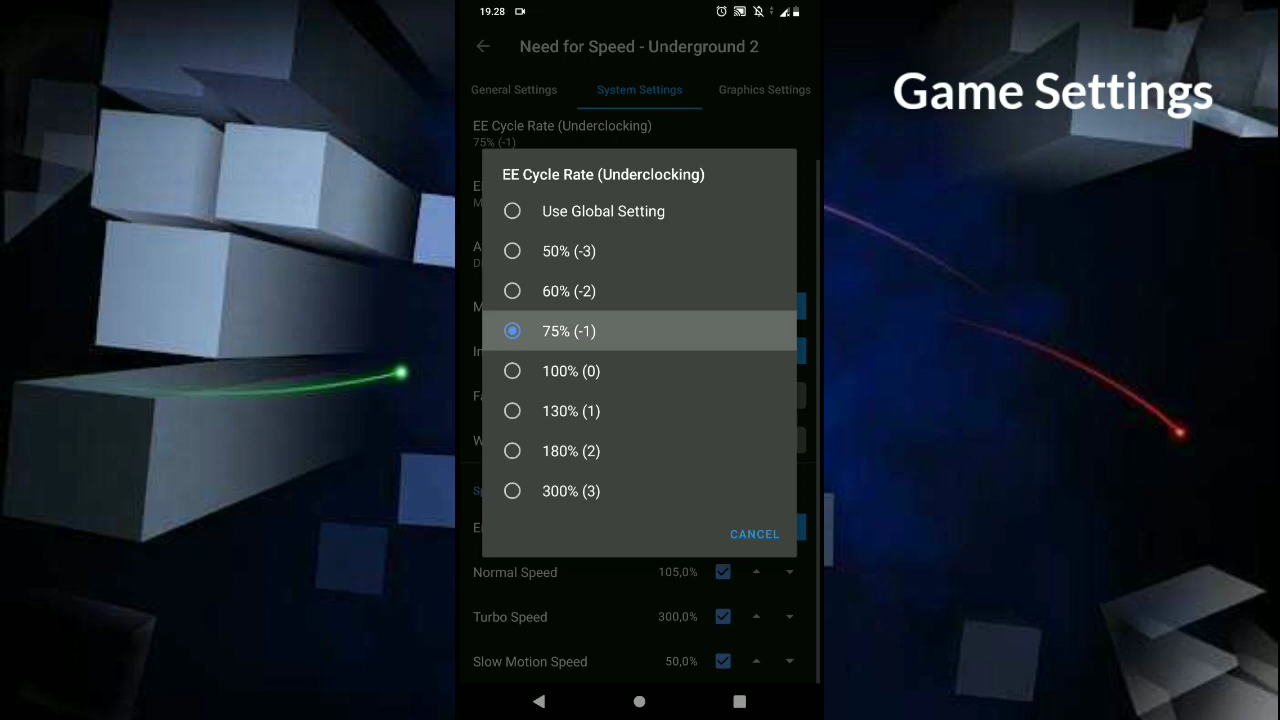 19.28
Need for Speed - Underground 2
General Settings
System Settings
Graphics Settings
Game Settings
EE Cycle Rate (Underclocking)
75% (-1)
EE Cycle Rate (Underclocking)
Use Global Setting
50% (-3)
60% (-2)
75% (-1)
100% (0)
130% (1)
180% (2)
300% (3)
CANCEL
Normal Speed 105,0%
Turbo Speed 300,0%
Slow Motion Speed 50,0%